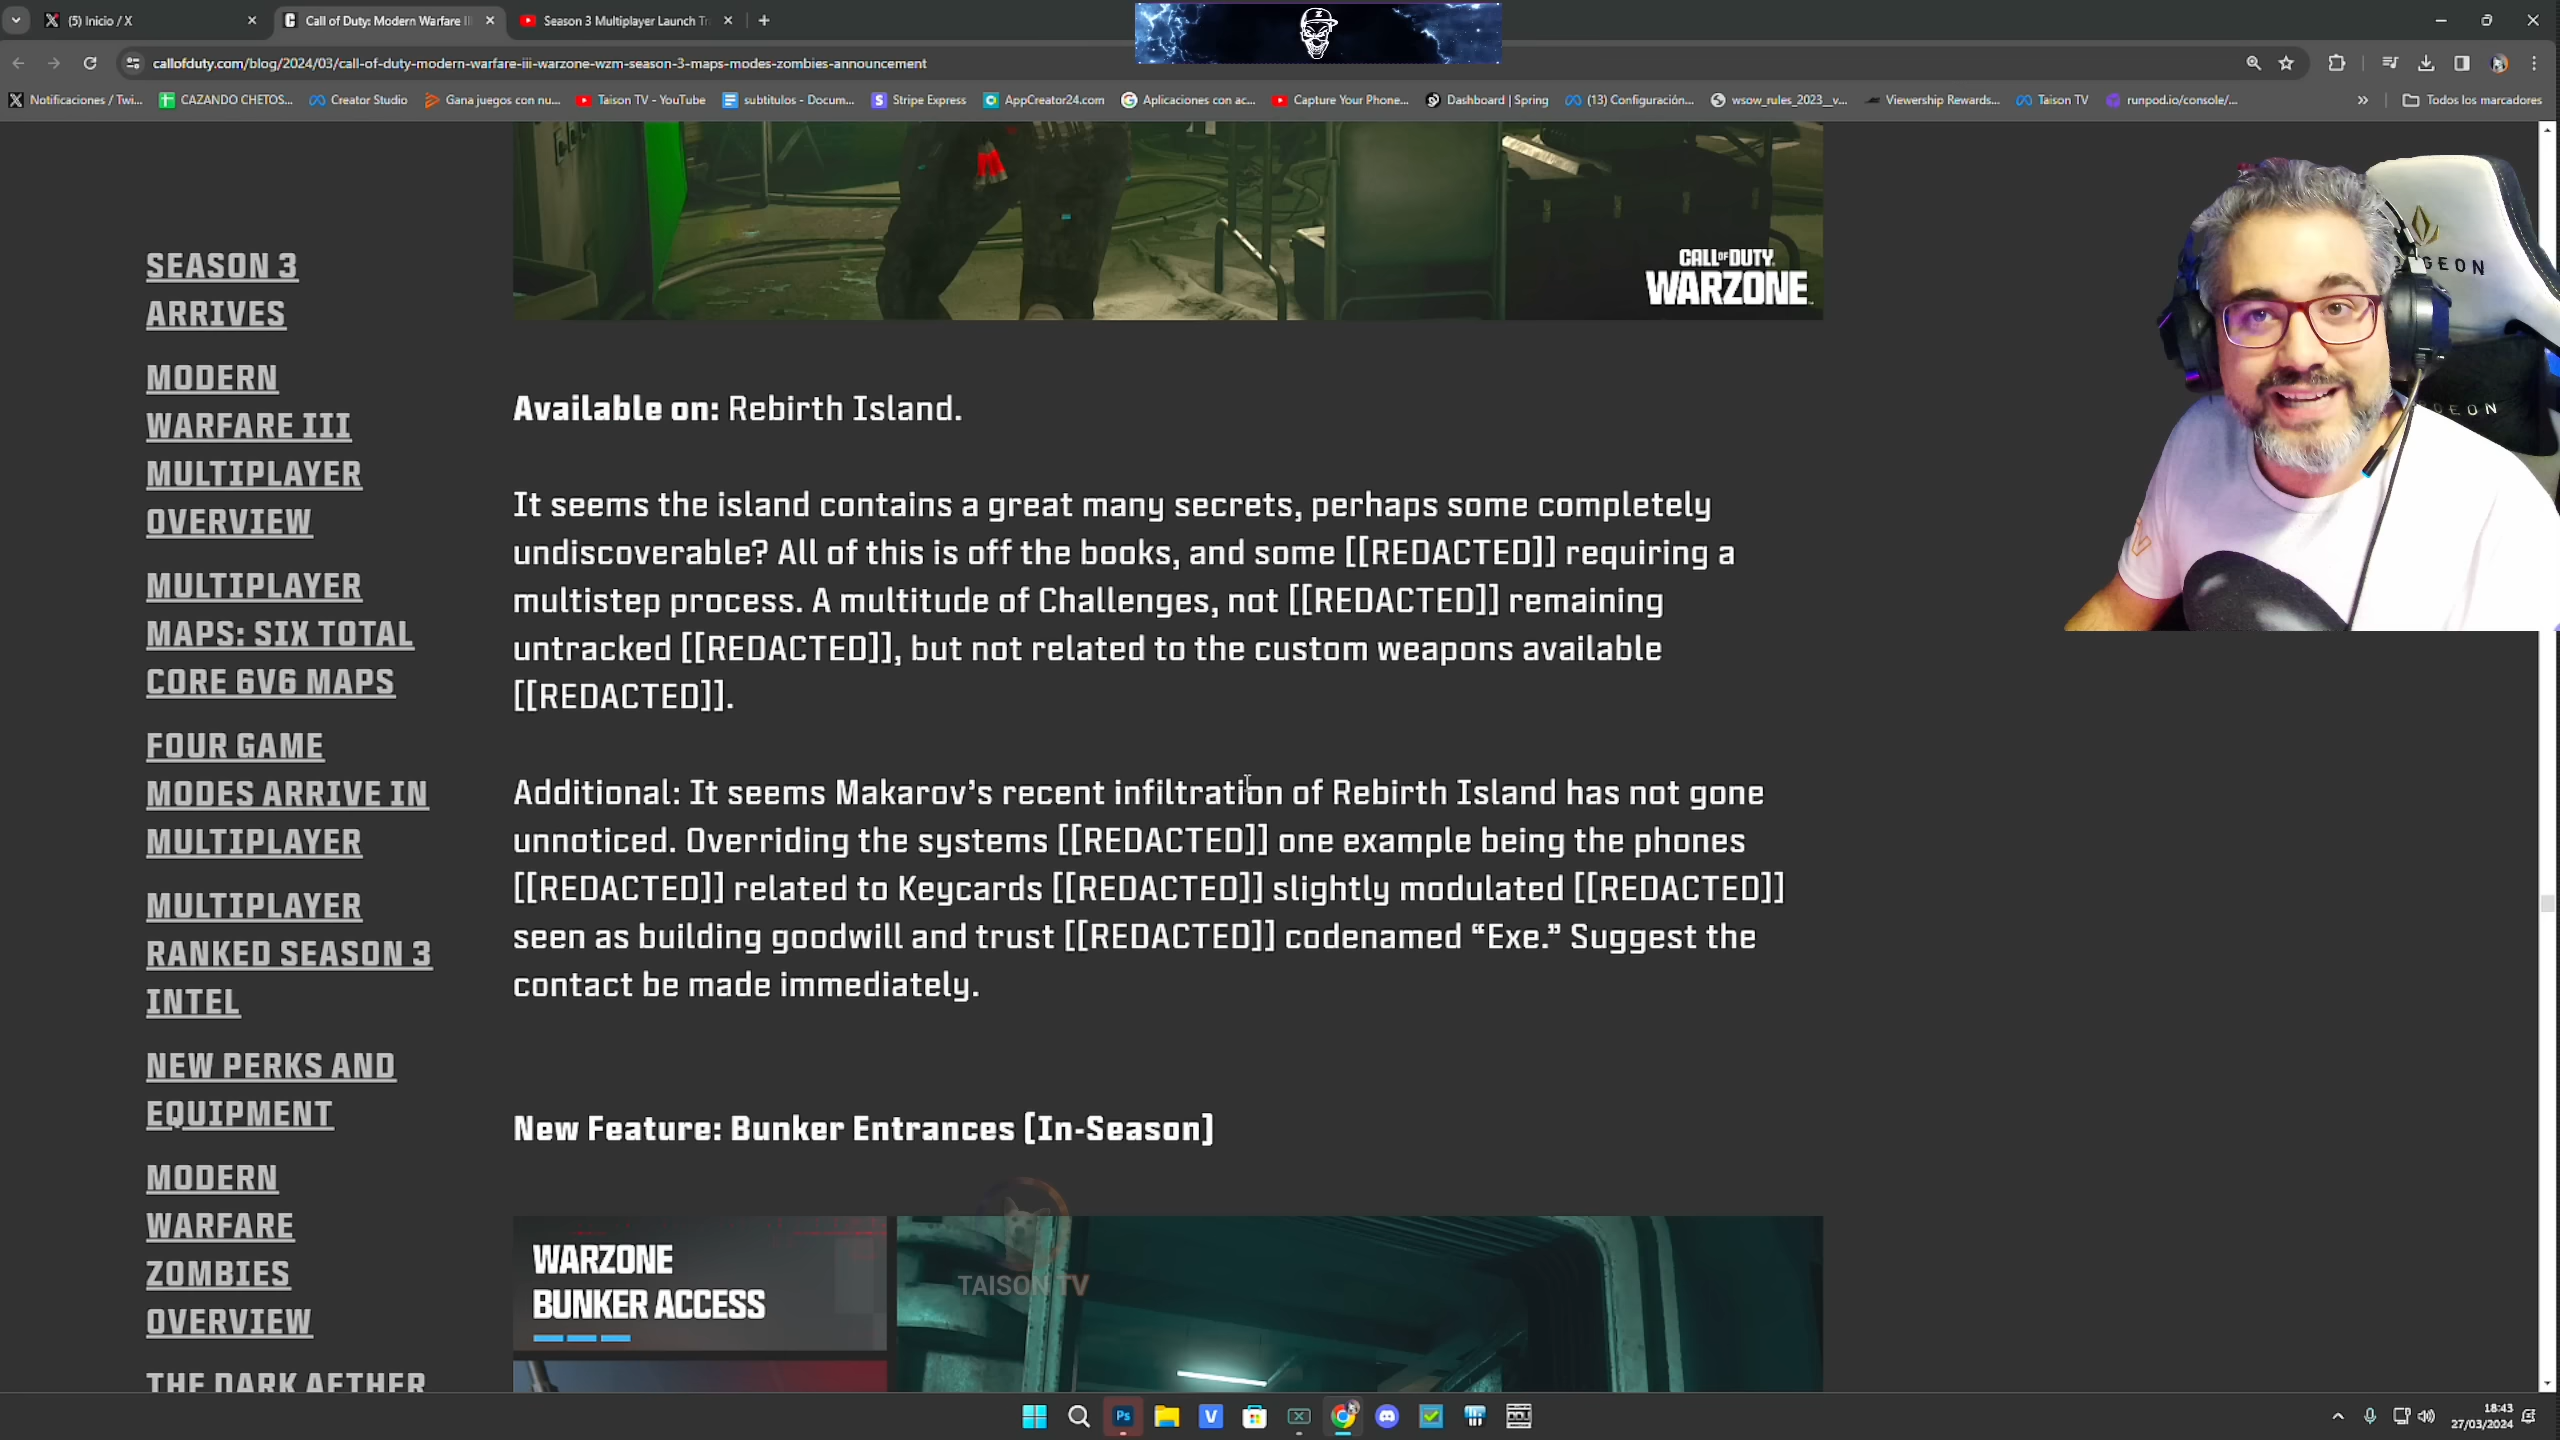 (5) Inicio / X
Call of Duty: Modern Warfare II
Season 3 Multiplayer Launch Tr
callofduty.com/blog/2024/03/call-of-duty-modern-warfare-iii-warzone-wzm-season-3-maps-modes-zombies-announcement
Notificaciones / Twi...
CAZANDO CHETOS...
Creator Studio
Gana juegos con nu...
Taison TV - YouTube
subtitulos - Docum...
Stripe Express
AppCreator24.com
Aplicaciones con ac...
Capture Your Phone...
Dashboard | Spring
(13) Configuración...
wsow_rules_2023__v...
Viewership Rewards...
Taison TV
runpod.io/console/...
Todos los marcadores
SEASON 3
ARRIVES
MODERN
WARFARE III
MULTIPLAYER
OVERVIEW
MULTIPLAYER
MAPS: SIX TOTAL
CORE 6V6 MAPS
FOUR GAME
MODES ARRIVE IN
MULTIPLAYER
MULTIPLAYER
RANKED SEASON 3
INTEL
NEW PERKS AND
EQUIPMENT
MODERN
WARFARE
ZOMBIES
OVERVIEW
THE DARK AETHER
CALL OF DUTY
WARZONE
Available on: Rebirth Island.
It seems the island contains a great many secrets, perhaps some completely
undiscoverable? All of this is off the books, and some [[REDACTED]] requiring a
multistep process. A multitude of Challenges, not [[REDACTED]] remaining
untracked [[REDACTED]], but not related to the custom weapons available
[[REDACTED]].
Additional: It seems Makarov’s recent infiltration of Rebirth Island has not gone
unnoticed. Overriding the systems [[REDACTED]] one example being the phones
[[REDACTED]] related to Keycards [[REDACTED]] slightly modulated [[REDACTED]]
seen as building goodwill and trust [[REDACTED]] codenamed “Exe.” Suggest the
contact be made immediately.
New Feature: Bunker Entrances [In-Season]
WARZONE
BUNKER ACCESS
TAISON TV
Ps
18:43
27/03/2024